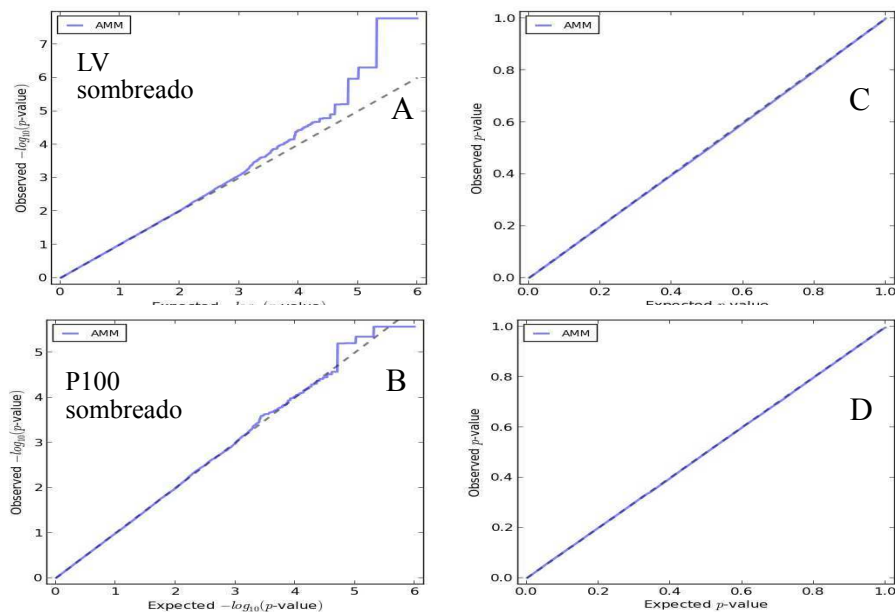 AMM
LV
sombreado
A
Observed −log₁₀(p-value)
7
6
5
4
3
2
1
0
0 1 2 3 4 5 6
AMM
C
Observed p-value
1.0
0.8
0.6
0.4
0.2
0.0
0.0 0.2 0.4 0.6 0.8 1.0
Expected p-value
AMM
P100
sombreado
B
Observed −log₁₀(p-value)
5
4
3
2
1
0
0 1 2 3 4 5 6
Expected −log₁₀(p-value)
AMM
D
Observed p-value
1.0
0.8
0.6
0.4
0.2
0.0
0.0 0.2 0.4 0.6 0.8 1.0
Expected p-value